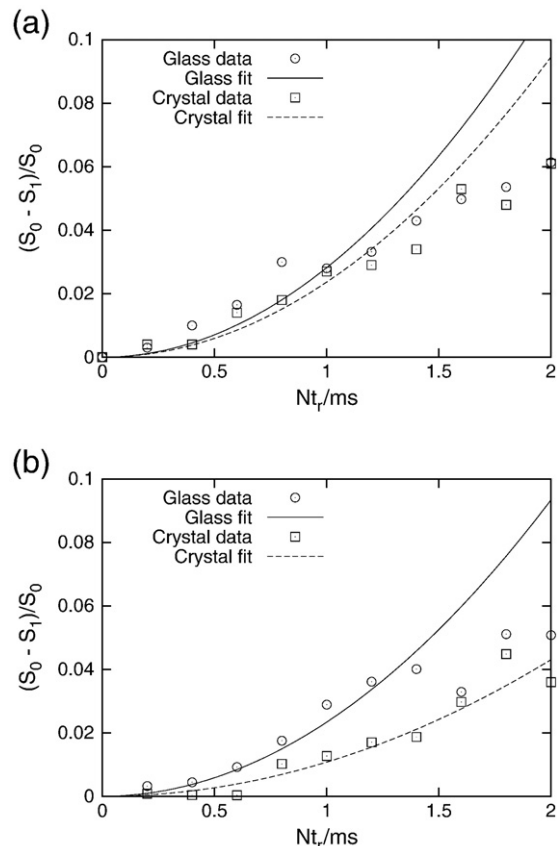 (a)
0.1
0.08
0.06
0.04
0.02
0
(S₀ - S₁)/S₀
Glass data
Glass fit
Crystal data
Crystal fit
0 0.5 1 1.5 2
Ntᵣ/ms
(b)
0.1
0.08
0.06
0.04
0.02
0
(S₀ - S₁)/S₀
Glass data
Glass fit
Crystal data
Crystal fit
0 0.5 1 1.5 2
Ntᵣ/ms